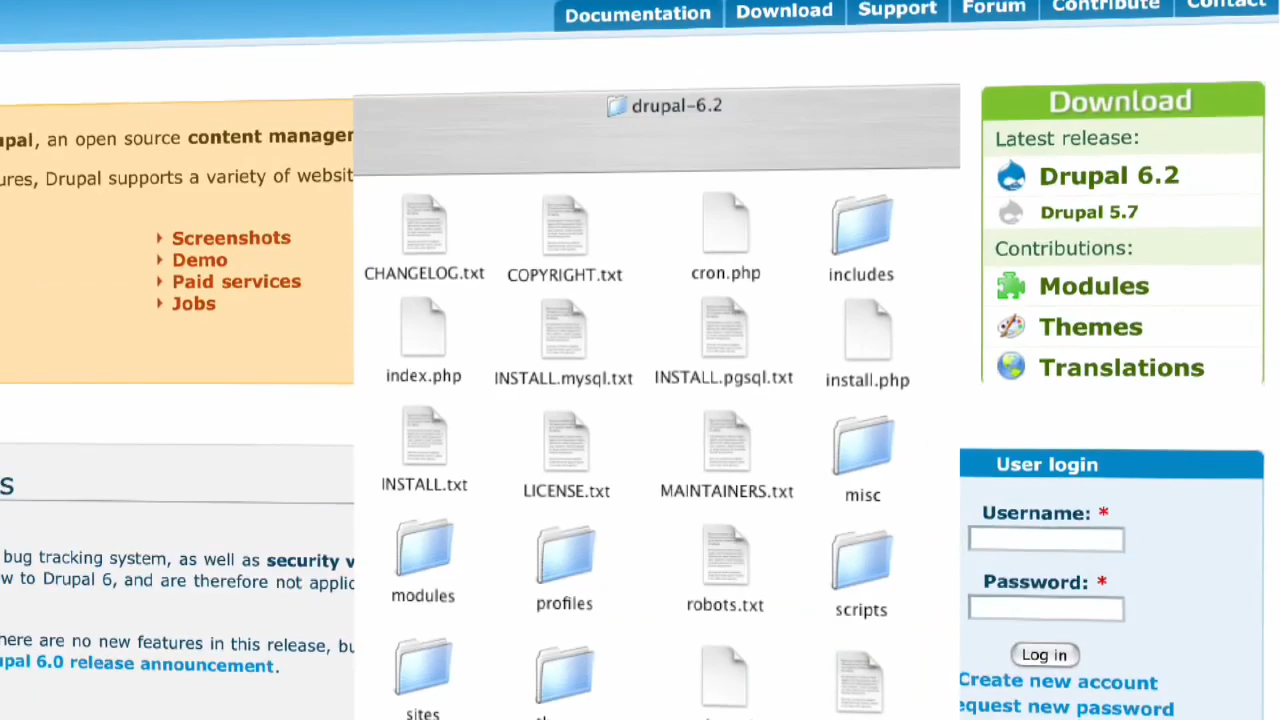 Documentation
Download
Support
Forum
Contribute
Contact
upal, an open source content manager
ures, Drupal supports a variety of websit
Screenshots
Demo
Paid services
Jobs
s
bug tracking system, as well as security v
w to Drupal 6, and are therefore not applic
here are no new features in this release, bu
upal 6.0 release announcement.
drupal-6.2
CHANGELOG.txt
COPYRIGHT.txt
cron.php
includes
index.php
INSTALL.mysql.txt
INSTALL.pgsql.txt
install.php
INSTALL.txt
LICENSE.txt
MAINTAINERS.txt
misc
modules
profiles
robots.txt
scripts
sites
Download
Latest release:
Drupal 6.2
Drupal 5.7
Contributions:
Modules
Themes
Translations
User login
Username: *
Password: *
Log in
Create new account
equest new password